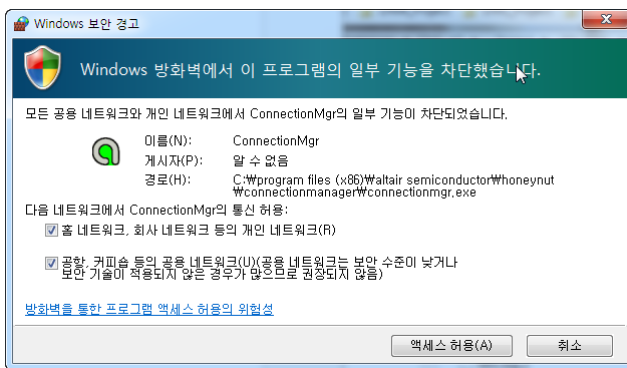 Windows 보안 경고
Windows 방화벽에서 이 프로그램의 일부 기능을 차단했습니다.
모든 공용 네트워크와 개인 네트워크에서 ConnectionMgr의 일부 기능이 차단되었습니다.
이름(N): ConnectionMgr
게시자(P): 알 수 없음
경로(H): C:₩program files (x86)₩altair semiconductor₩honeynut
₩connectionmanager₩connectionmgr.exe
다음 네트워크에서 ConnectionMgr의 통신 허용:
홈 네트워크, 회사 네트워크 등의 개인 네트워크(R)
공항, 커피숍 등의 공용 네트워크(U)(공용 네트워크는 보안 수준이 낮거나
보안 기술이 적용되지 않은 경우가 많으므로 권장되지 않음)
방화벽을 통한 프로그램 액세스 허용의 위험성
액세스 허용(A) 취소